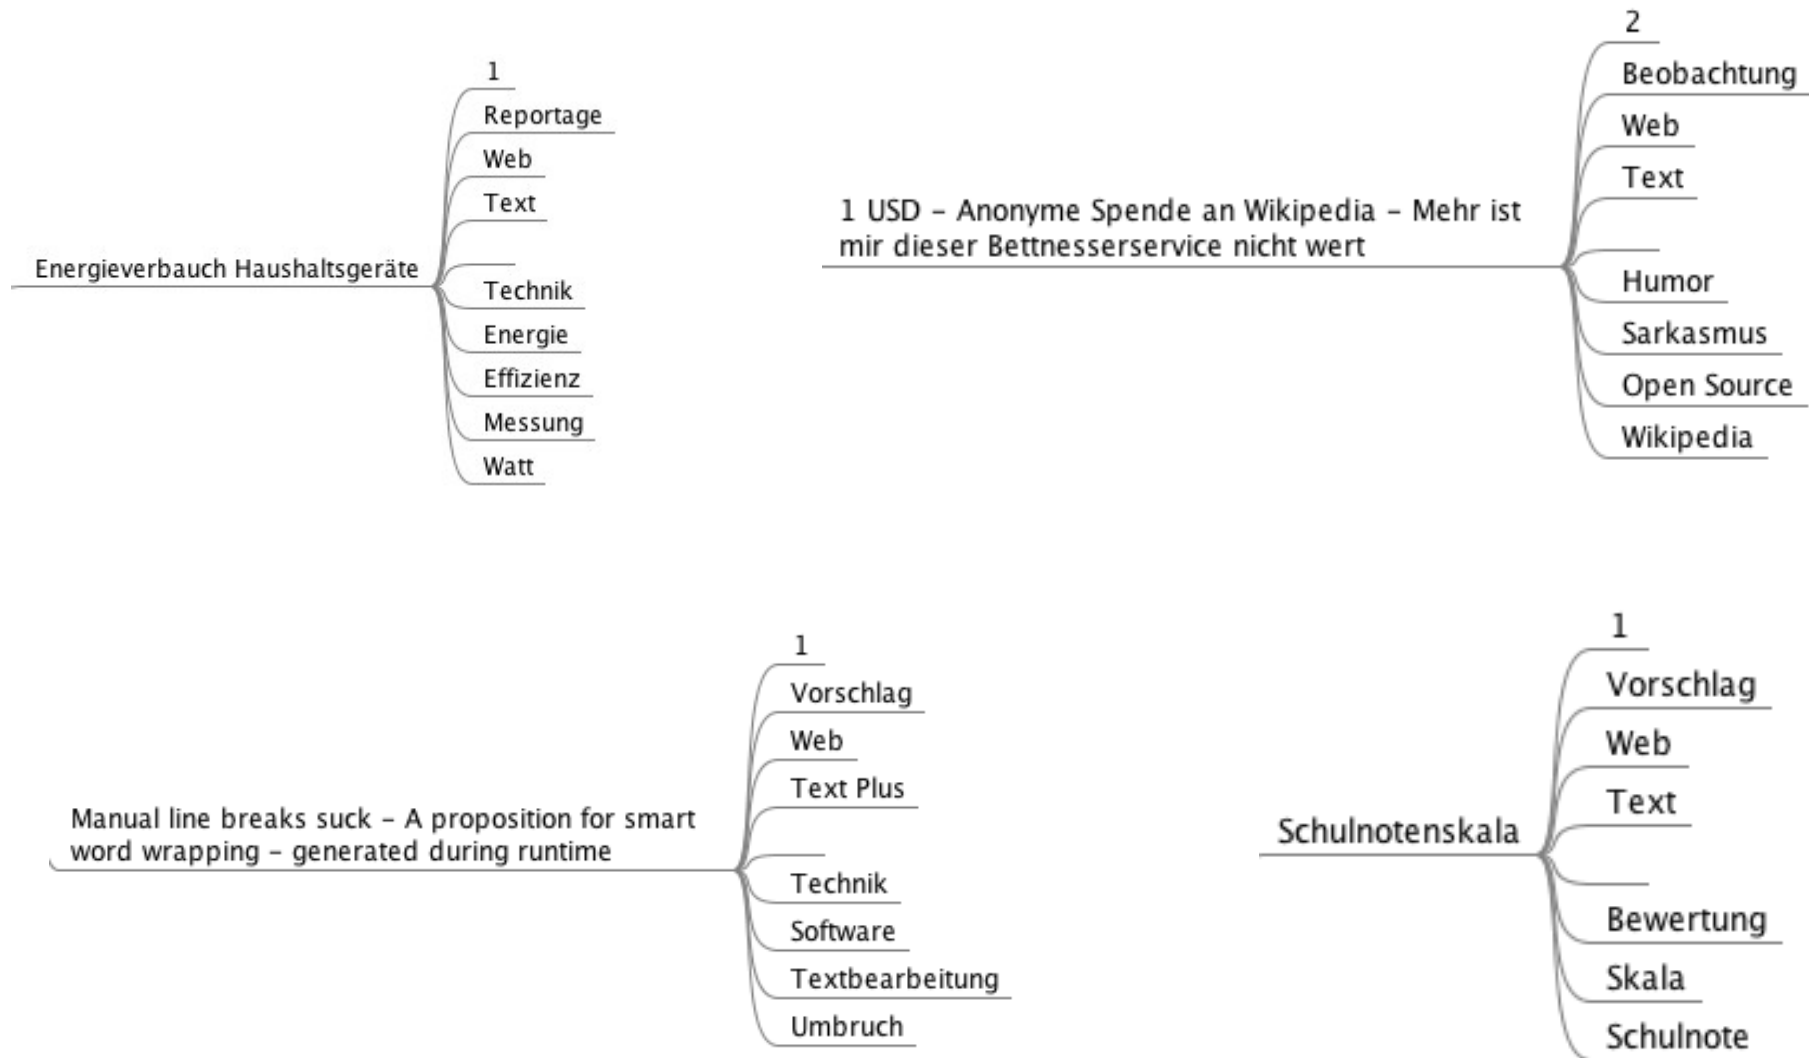 Energieverbauch Haushaltsgeräte
1
Reportage
Web
Text
Technik
Energie
Effizienz
Messung
Watt
1 USD – Anonyme Spende an Wikipedia – Mehr ist
mir dieser Bettnesserservice nicht wert
2
Beobachtung
Web
Text
Humor
Sarkasmus
Open Source
Wikipedia
Manual line breaks suck – A proposition for smart
word wrapping – generated during runtime
1
Vorschlag
Web
Text Plus
Technik
Software
Textbearbeitung
Umbruch
Schulnotenskala
1
Vorschlag
Web
Text
Bewertung
Skala
Schulnote